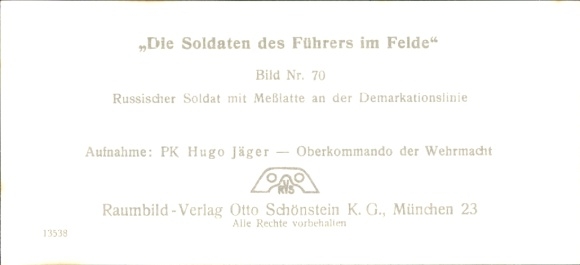 „Die Soldaten des Führers im Felde“
Bild Nr. 70
Russischer Soldat mit Meßlatte an der Demarkationslinie
Aufnahme: PK Hugo Jäger — Oberkommando der Wehrmacht
RVS
Raumbild-Verlag Otto Schönstein K. G., München 23
Alle Rechte vorbehalten
13538